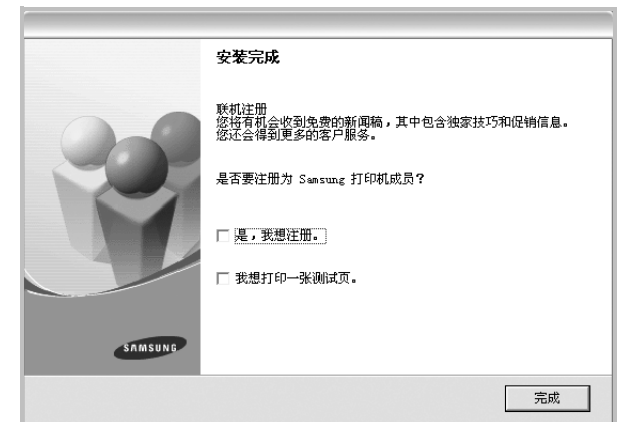 安装完成
联机注册
您将有机会收到免费的新闻稿，其中包含独家技巧和促销信息。
您还会得到更多的客户服务。
是否要注册为 Samsung 打印机成员？
是，我想注册。
我想打印一张测试页。
SAMSUNG
完成